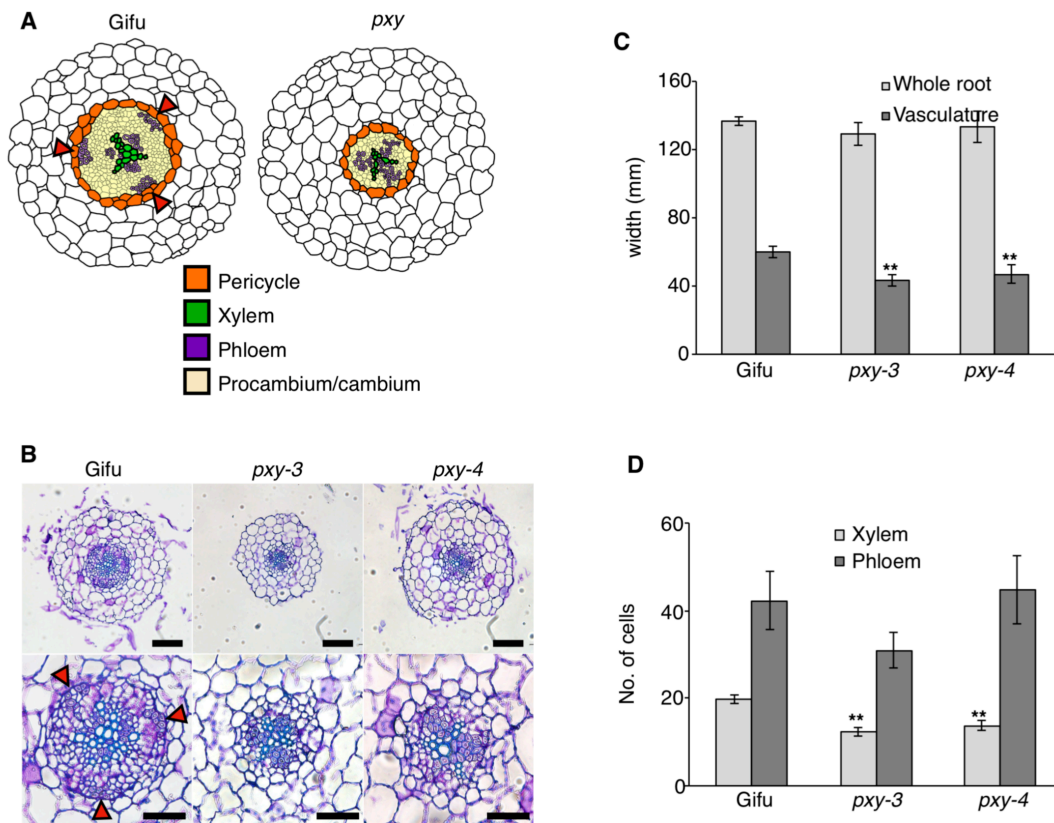 A
Gifu
pxy
Pericycle
Xylem
Phloem
Procambium/cambium
B
Gifu
pxy-3
pxy-4
C
160
120
80
40
0
width (mm)
Whole root
Vasculature
**
**
Gifu
pxy-3
pxy-4
D
60
40
20
0
No. of cells
Xylem
Phloem
**
**
Gifu
pxy-3
pxy-4